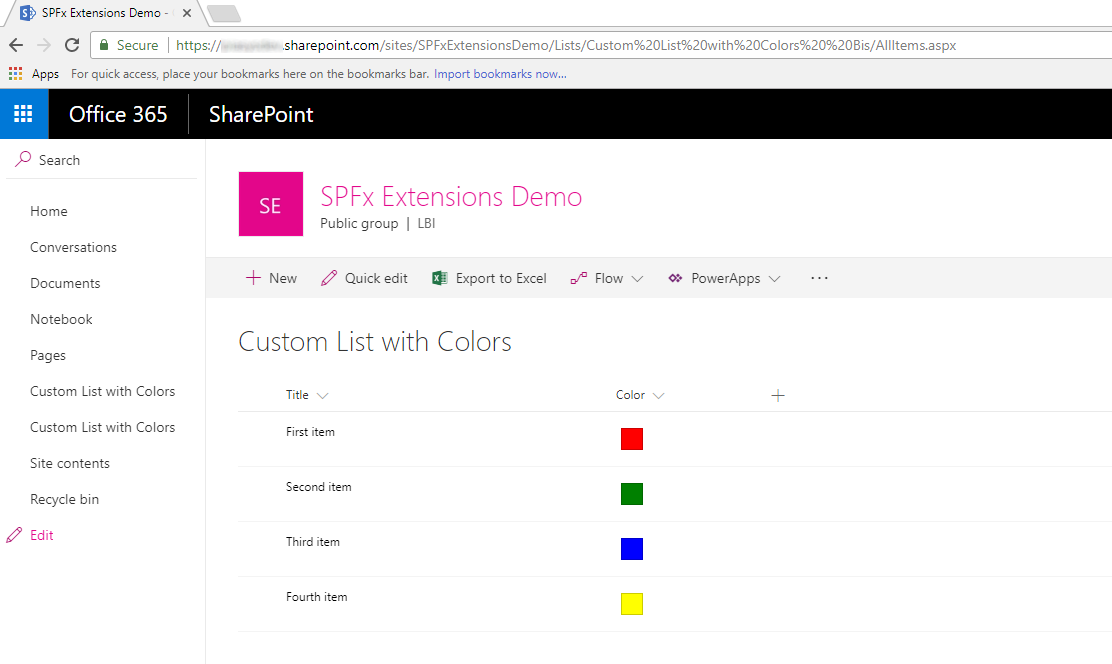 SPFx Extensions Demo -
Secure https:// .sharepoint.com/sites/SPFxExtensionsDemo/Lists/Custom%20List%20with%20Colors%20%20Bis/AllItems.aspx
Apps For quick access, place your bookmarks here on the bookmarks bar. Import bookmarks now...
Office 365 SharePoint
Search
Home
Conversations
Documents
Notebook
Pages
Custom List with Colors
Custom List with Colors
Site contents
Recycle bin
Edit
SE
SPFx Extensions Demo
Public group | LBI
New Quick edit Export to Excel Flow PowerApps ...
Custom List with Colors
Title Color
First item
Second item
Third item
Fourth item